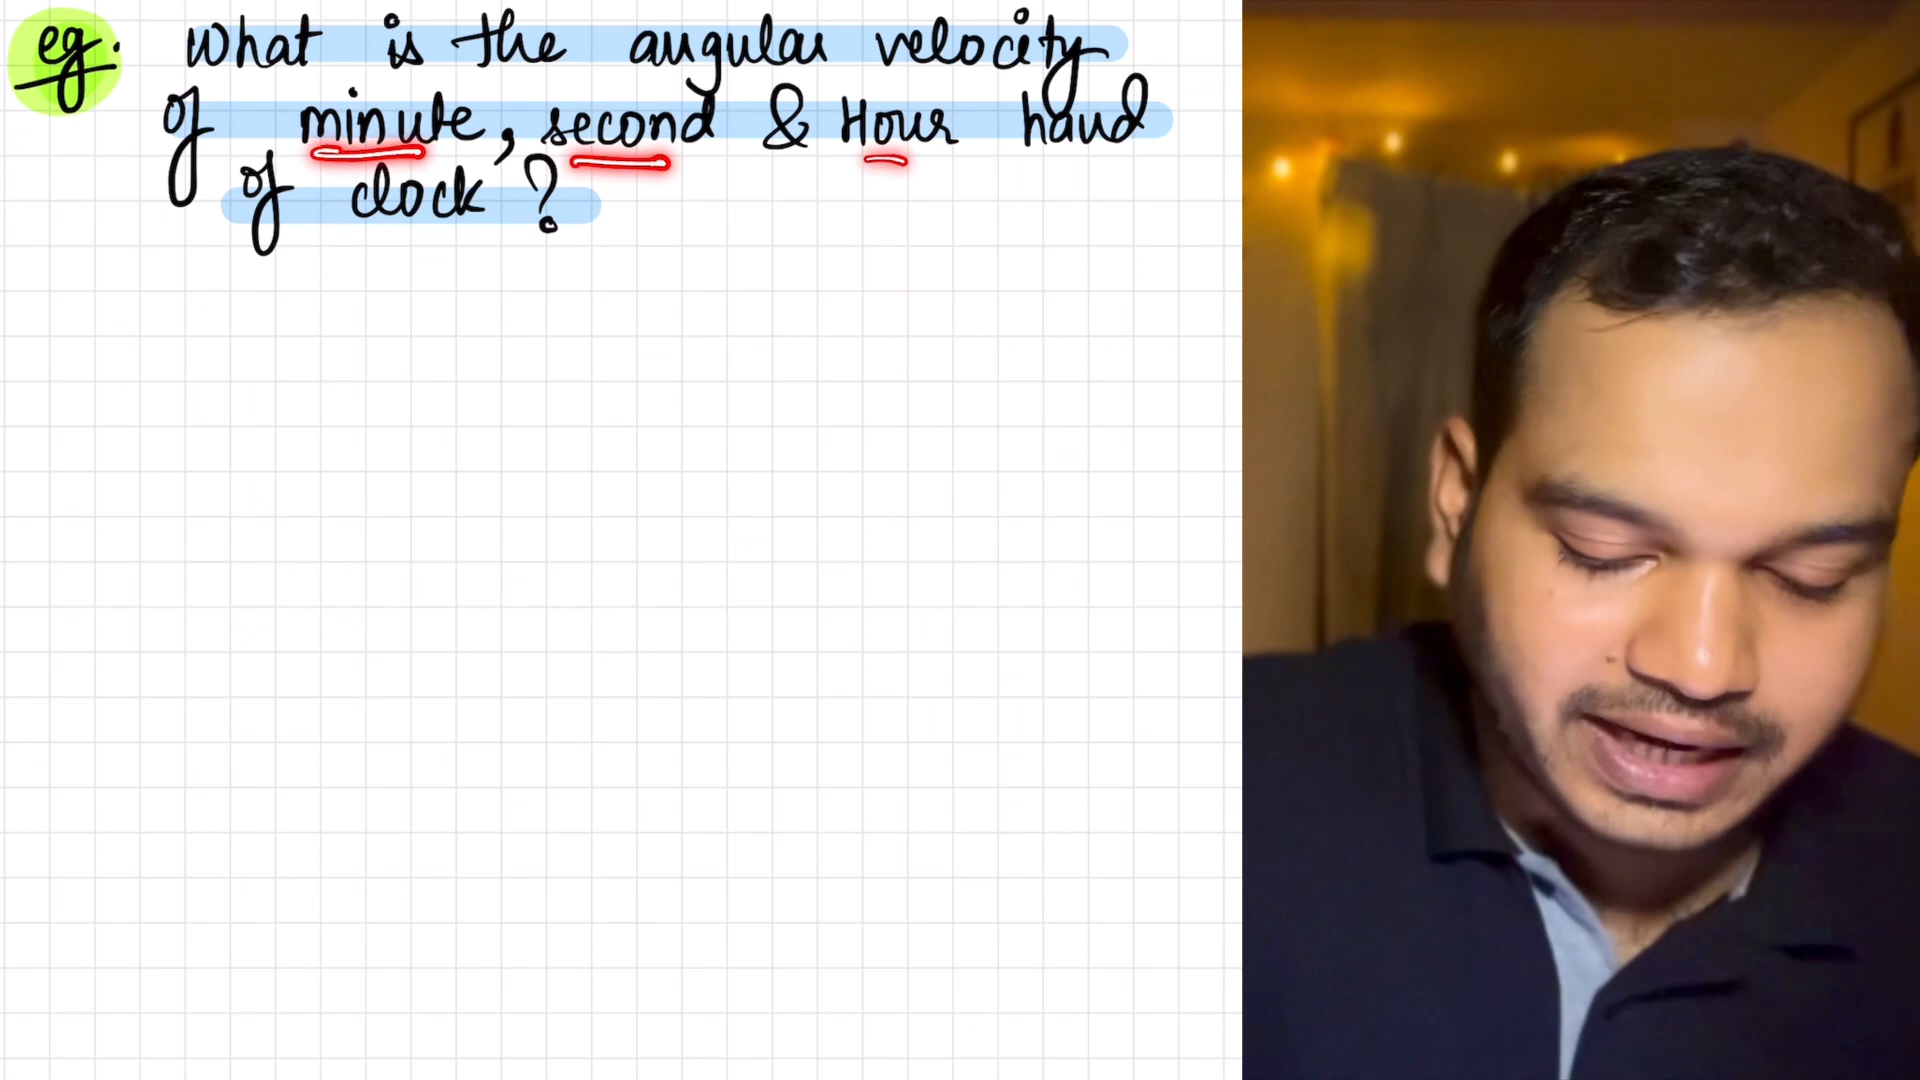 eg: What is the angular velocity
of minute, second & Hour hand
of clock ?